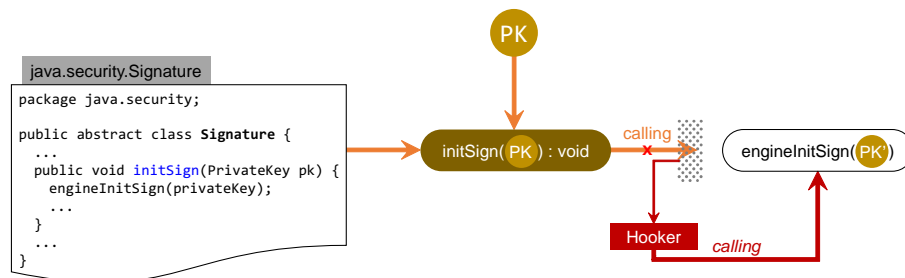 PK
java.security.Signature
package java.security;
public abstract class Signature {
...
public void initSign(PrivateKey pk) {
engineInitSign(privateKey);
...
}
...
}
initSign( PK ) : void
calling
x
engineInitSign( PK' )
Hooker
calling